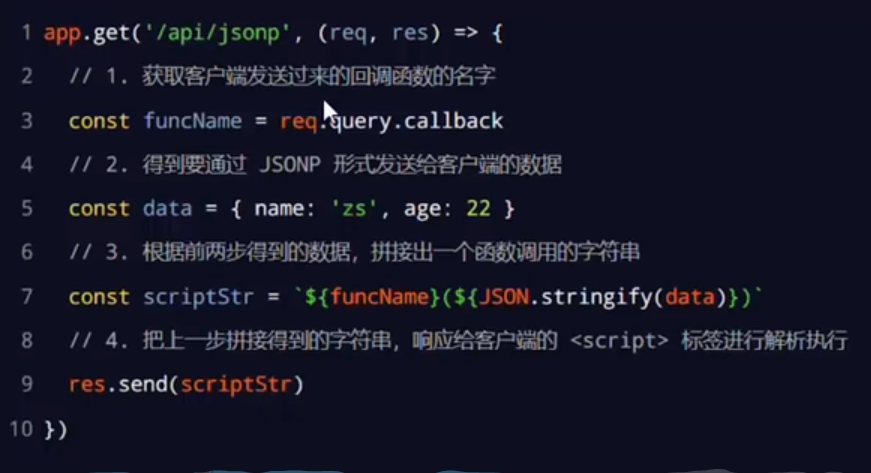 1 app.get('/api/jsonp', (req, res) => {
2 // 1. 获取客户端发送过来的回调函数的名字
3 const funcName = req.query.callback
4 // 2. 得到要通过 JSONP 形式发送给客户端的数据
5 const data = { name: 'zs', age: 22 }
6 // 3. 根据前两步得到的数据，拼接出一个函数调用的字符串
7 const scriptStr = `${funcName}(${JSON.stringify(data)})`
8 // 4. 把上一步拼接得到的字符串，响应给客户端的 <script> 标签进行解析执行
9 res.send(scriptStr)
10 })